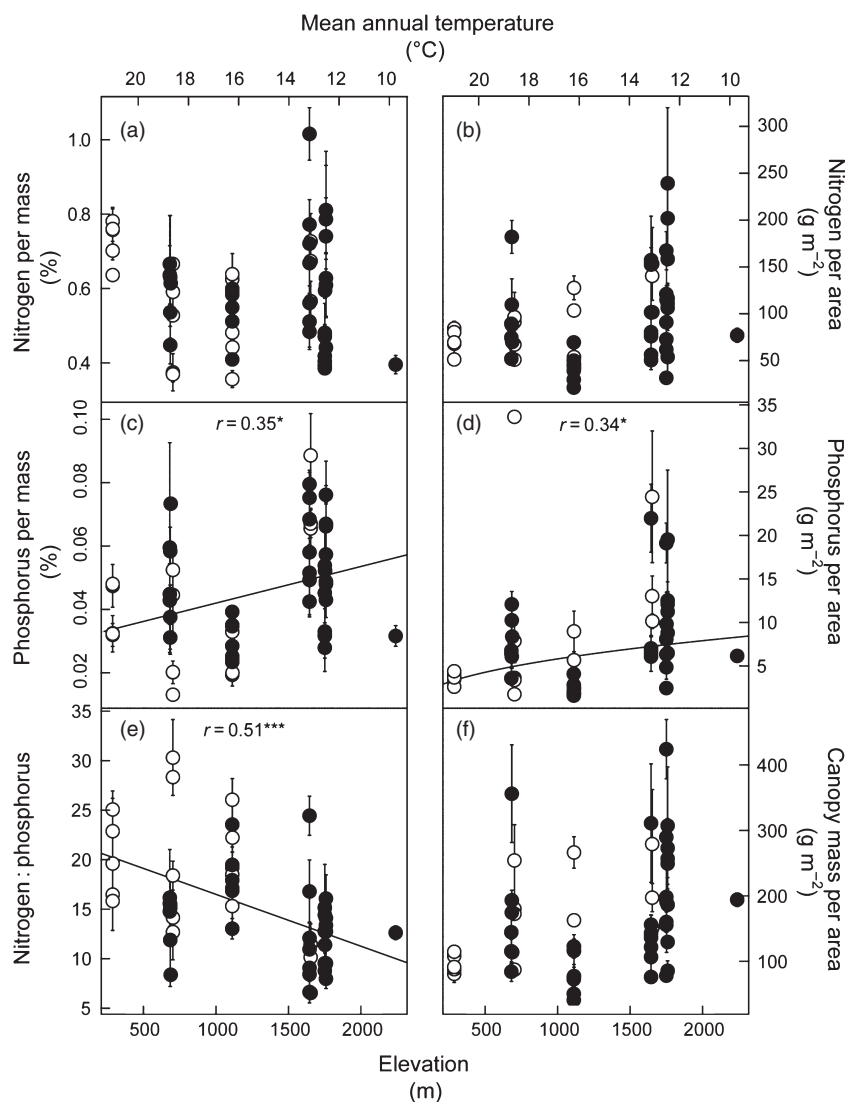 Mean annual temperature
(°C)
20 18 16 14 12 10
20 18 16 14 12 10
(a)
1.0
0.8
0.6
0.4
Nitrogen per mass
(%)
(b)
300
250
200
150
100
50
Nitrogen per area
(g m−2)
(c)
r = 0.35*
0.10
0.08
0.06
0.04
0.02
Phosphorus per mass
(%)
(d)
r = 0.34*
35
30
25
20
15
10
5
Phosphorus per area
(g m−2)
(e)
r = 0.51***
35
30
25
20
15
10
5
Nitrogen : phosphorus
(f)
400
300
200
100
Canopy mass per area
(g m−2)
500 1000 1500 2000
500 1000 1500 2000
Elevation
(m)